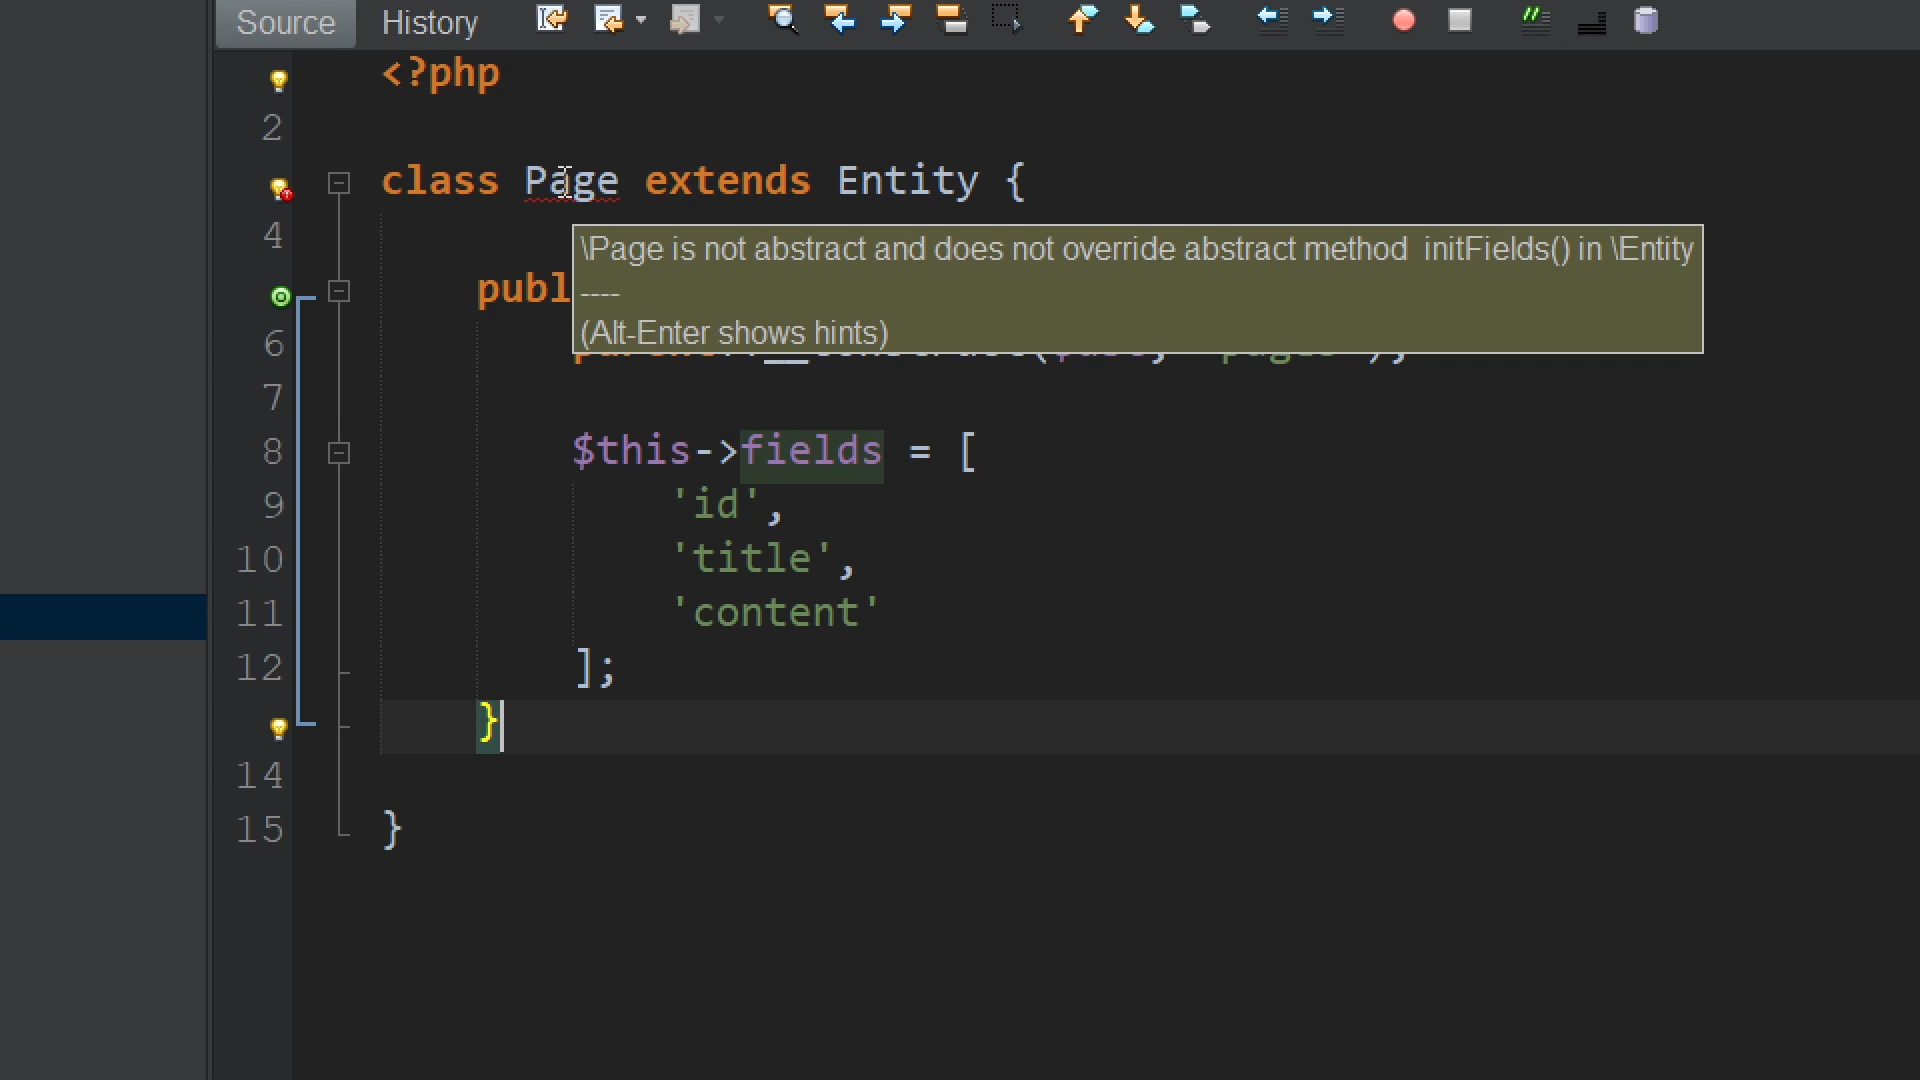 Source History
<?php
2
class Page extends Entity {
4
\Page is not abstract and does not override abstract method initFields() in \Entity
publ ----
(Alt-Enter shows hints)
6
7
8 $this->fields = [
9 'id',
10 'title',
11 'content'
12 ];
}
14
15 }